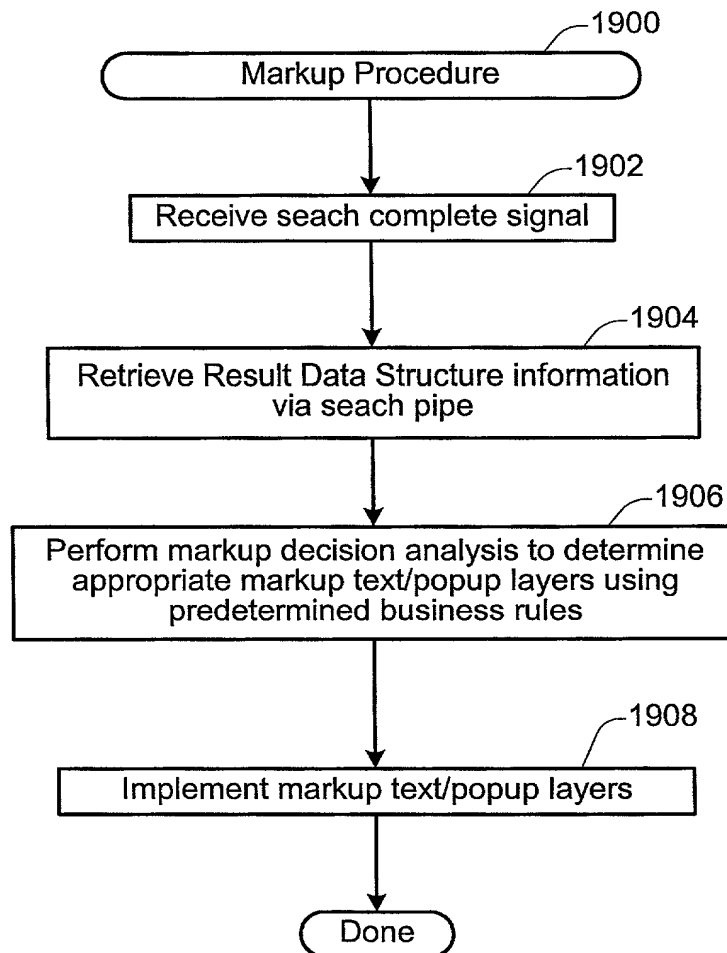 1900
Markup Procedure
1902
Receive seach complete signal
1904
Retrieve Result Data Structure information
via seach pipe
1906
Perform markup decision analysis to determine
appropriate markup text/popup layers using
predetermined business rules
1908
Implement markup text/popup layers
Done